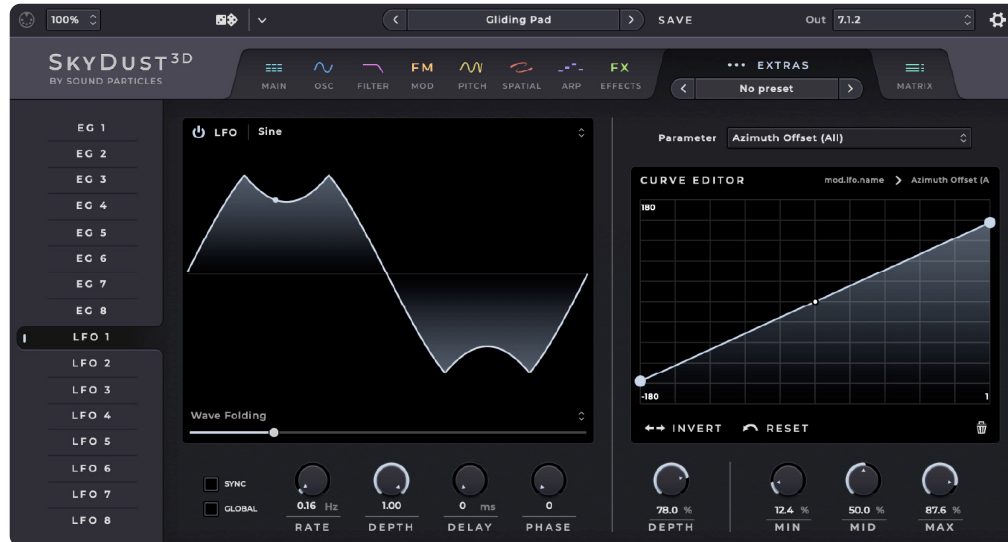 100%
Gliding Pad
SAVE
Out 7.1.2
SKYDUST 3D
BY SOUND PARTICLES
MAIN
OSC
FILTER
FM
MOD
PITCH
SPATIAL
ARP
FX
EFFECTS
EXTRAS
No preset
MATRIX
EG 1
EG 2
EG 3
EG 4
EG 5
EG 6
EG 7
EG 8
LFO 1
LFO 2
LFO 3
LFO 4
LFO 5
LFO 6
LFO 7
LFO 8
LFO Sine
Wave Folding
SYNC
GLOBAL
0.16 Hz
RATE
1.00
DEPTH
0 ms
DELAY
0
PHASE
Parameter Azimuth Offset (All)
CURVE EDITOR mod.lfo.name > Azimuth Offset (A
180
-180
1
INVERT
RESET
78.0 %
DEPTH
12.4 %
MIN
50.0 %
MID
87.6 %
MAX